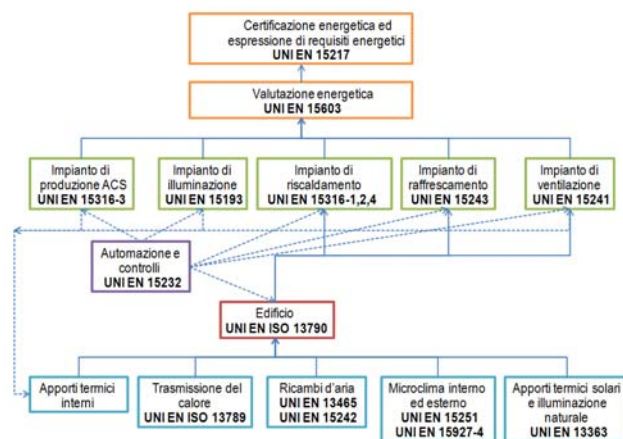 Certificazione energetica ed
espressione di requisiti energetici
UNI EN 15217
Valutazione energetica
UNI EN 15603
Impianto di
produzione ACS
UNI EN 15316-3
Impianto di
illuminazione
UNI EN 15193
Impianto di
riscaldamento
UNI EN 15316-1,2,4
Impianto di
raffrescamento
UNI EN 15243
Impianto di
ventilazione
UNI EN 15241
Automazione e
controlli
UNI EN 15232
Edificio
UNI EN ISO 13790
Apporti termici
interni
Trasmissione del
calore
UNI EN ISO 13789
Ricambi d'aria
UNI EN 13465
UNI EN 15242
Microclima interno
ed esterno
UNI EN 15251
UNI EN 15927-4
Apporti termici solari
e illuminazione
naturale
UNI EN 13363